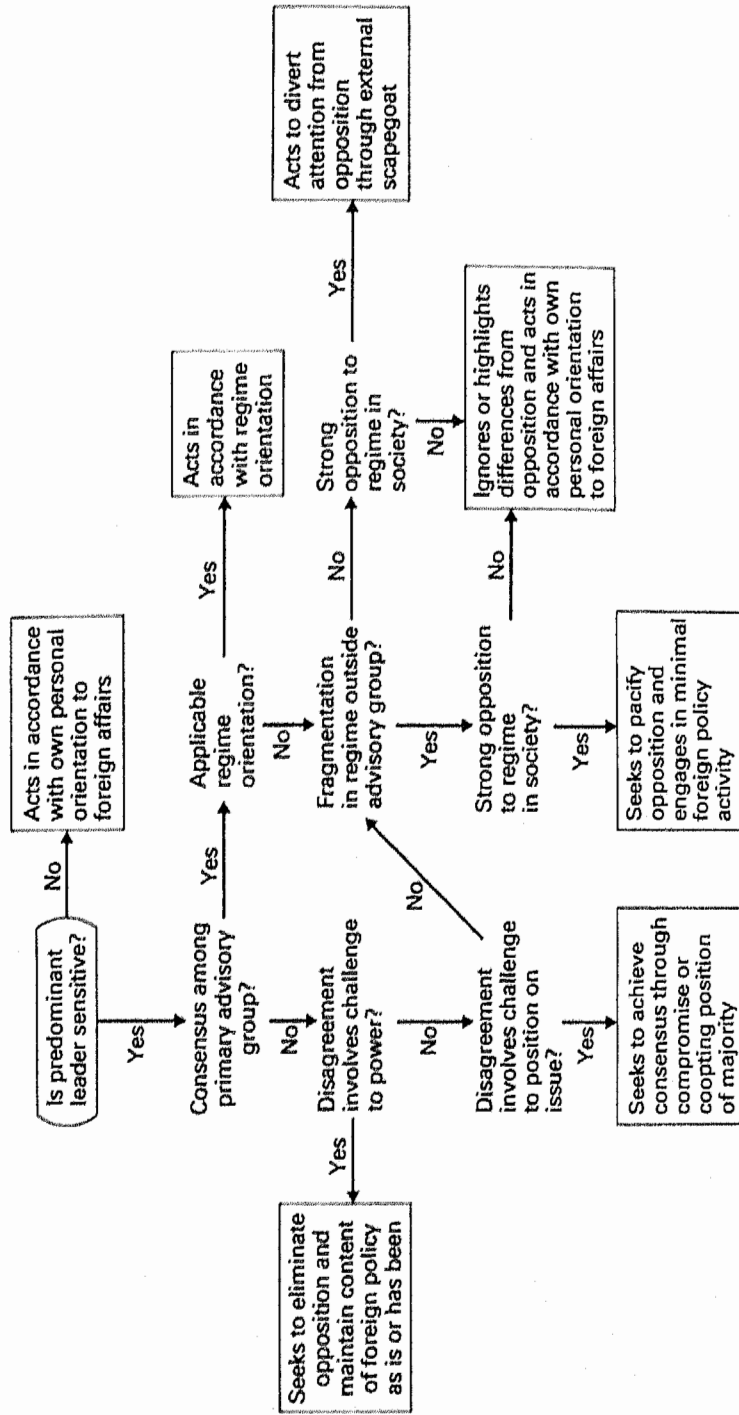 Is predominant
leader sensitive?
No
Acts in accordance
with own personal
orientation to
foreign affairs
Yes
Consensus among
primary advisory
group?
Yes
Applicable
regime
orientation?
Yes
Acts in
accordance
with regime
orientation
No
No
Seeks to eliminate
opposition and
maintain content
of foreign policy
as is or has been
Yes
Disagreement
involves challenge
to power?
Fragmentation
in regime outside
advisory group?
No
Strong
opposition to
regime in
society?
Yes
Acts to divert
attention from
opposition
through external
scapegoat
No
No
Yes
No
Disagreement
involves challenge
to position on
issue?
Strong opposition
to regime
in society?
No
Ignores or highlights
differences from
opposition and acts in
accordance with own
personal orientation
to foreign affairs
Yes
Yes
Seeks to achieve
consensus through
compromise or
coopting position
of majority
Seeks to pacify
opposition and
engages in minimal
foreign policy
activity